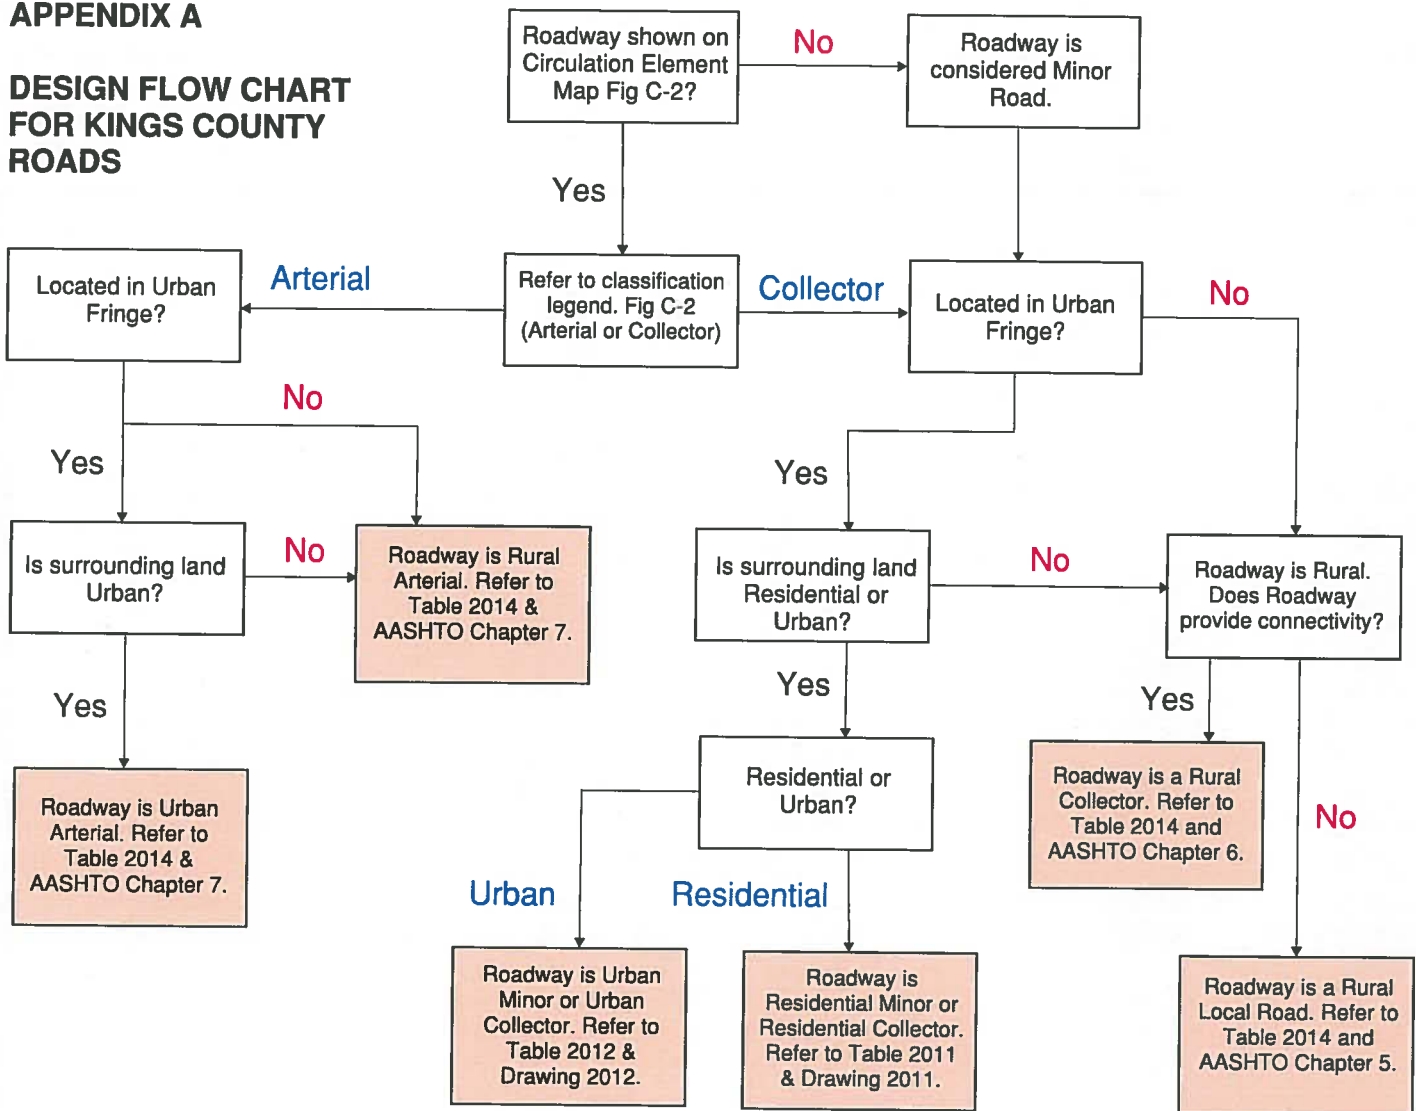 APPENDIX A
DESIGN FLOW CHART
FOR KINGS COUNTY
ROADS
Roadway shown on
Circulation Element
Map Fig C-2?
No
Roadway is
considered Minor
Road.
Yes
Located in Urban
Fringe?
Arterial
Refer to classification
legend. Fig C-2
(Arterial or Collector)
Collector
Located in Urban
Fringe?
No
No
Yes
Yes
Is surrounding land
Urban?
No
Roadway is Rural
Arterial. Refer to
Table 2014 &
AASHTO Chapter 7.
Is surrounding land
Residential or
Urban?
No
Roadway is Rural.
Does Roadway
provide connectivity?
Yes
Yes
Yes
No
Roadway is Urban
Arterial. Refer to
Table 2014 &
AASHTO Chapter 7.
Residential or
Urban?
Roadway is a Rural
Collector. Refer to
Table 2014 and
AASHTO Chapter 6.
Urban
Residential
Roadway is Urban
Minor or Urban
Collector. Refer to
Table 2012 &
Drawing 2012.
Roadway is
Residential Minor or
Residential Collector.
Refer to Table 2011
& Drawing 2011.
Roadway is a Rural
Local Road. Refer to
Table 2014 and
AASHTO Chapter 5.